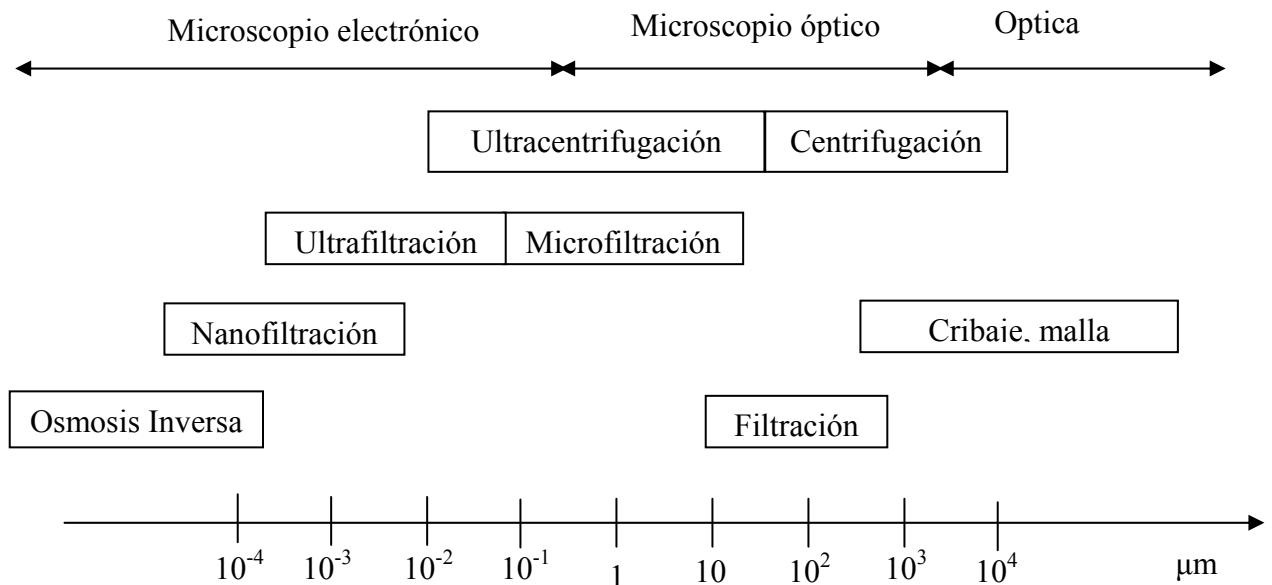 Microscopio electrónico Microscopio óptico Optica
Ultracentrifugación Centrifugación
Ultrafiltración Microfiltración
Nanofiltración Cribaje, malla
Osmosis Inversa Filtración
10-4 10-3 10-2 10-1 1 10 102 103 104 μm